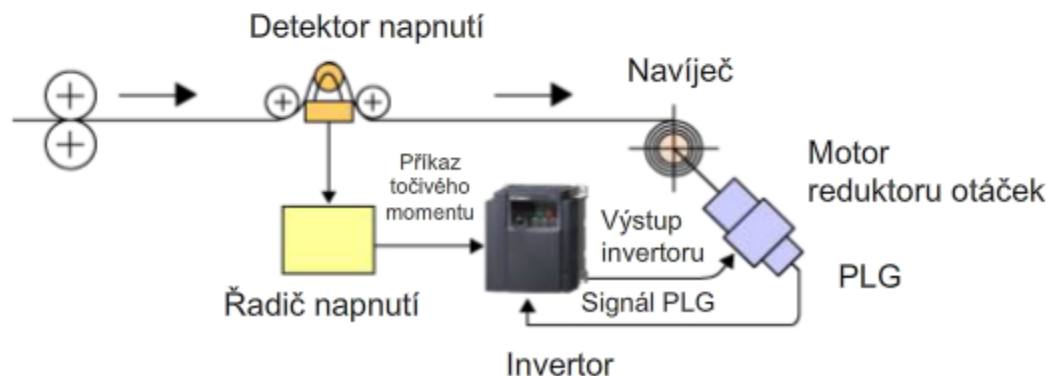 Detektor napnutí
Navíječ
Motor
reduktoru otáček
Příkaz
točivého
momentu
Výstup
invertoru
PLG
Řadič napnutí
Signál PLG
Invertor